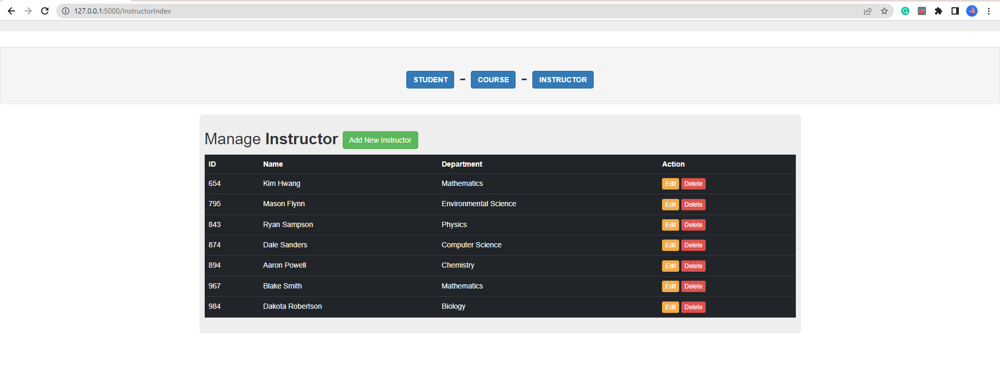 127.0.0.1:5000/InstructorIndex
STUDENT - COURSE - INSTRUCTOR
Manage Instructor Add New Instructor
ID Name Department Action
654 Kim Hwang Mathematics Edit Delete
795 Mason Flynn Environmental Science Edit Delete
843 Ryan Sampson Physics Edit Delete
874 Dale Sanders Computer Science Edit Delete
894 Aaron Powell Chemistry Edit Delete
967 Blake Smith Mathematics Edit Delete
984 Dakota Robertson Biology Edit Delete